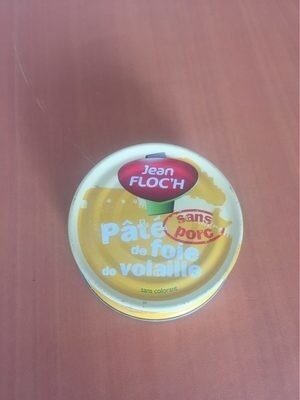 Jean
FLOC'H
Pâté
sans
porc
de foie
de volaille
sans colorant